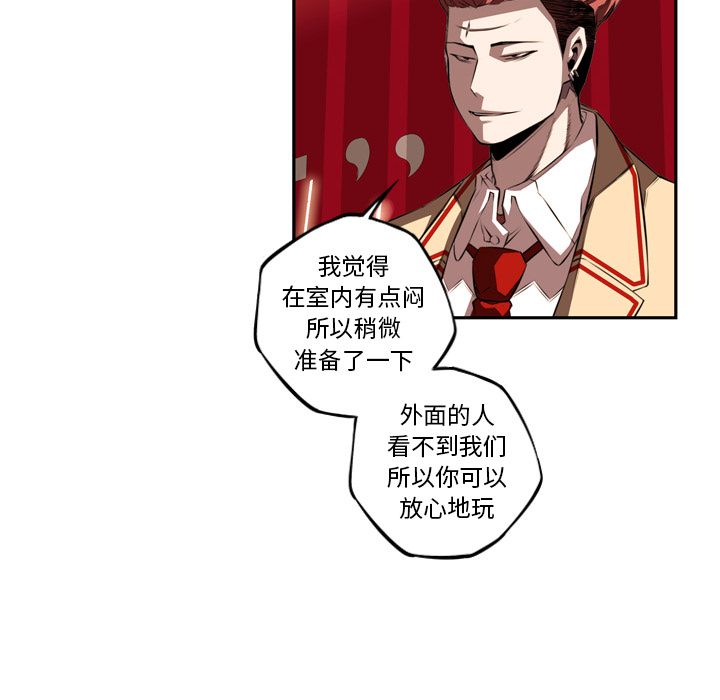 我觉得
在室内有点闷
所以稍微
准备了一下
外面的人
看不到我们
所以你可以
放心地玩